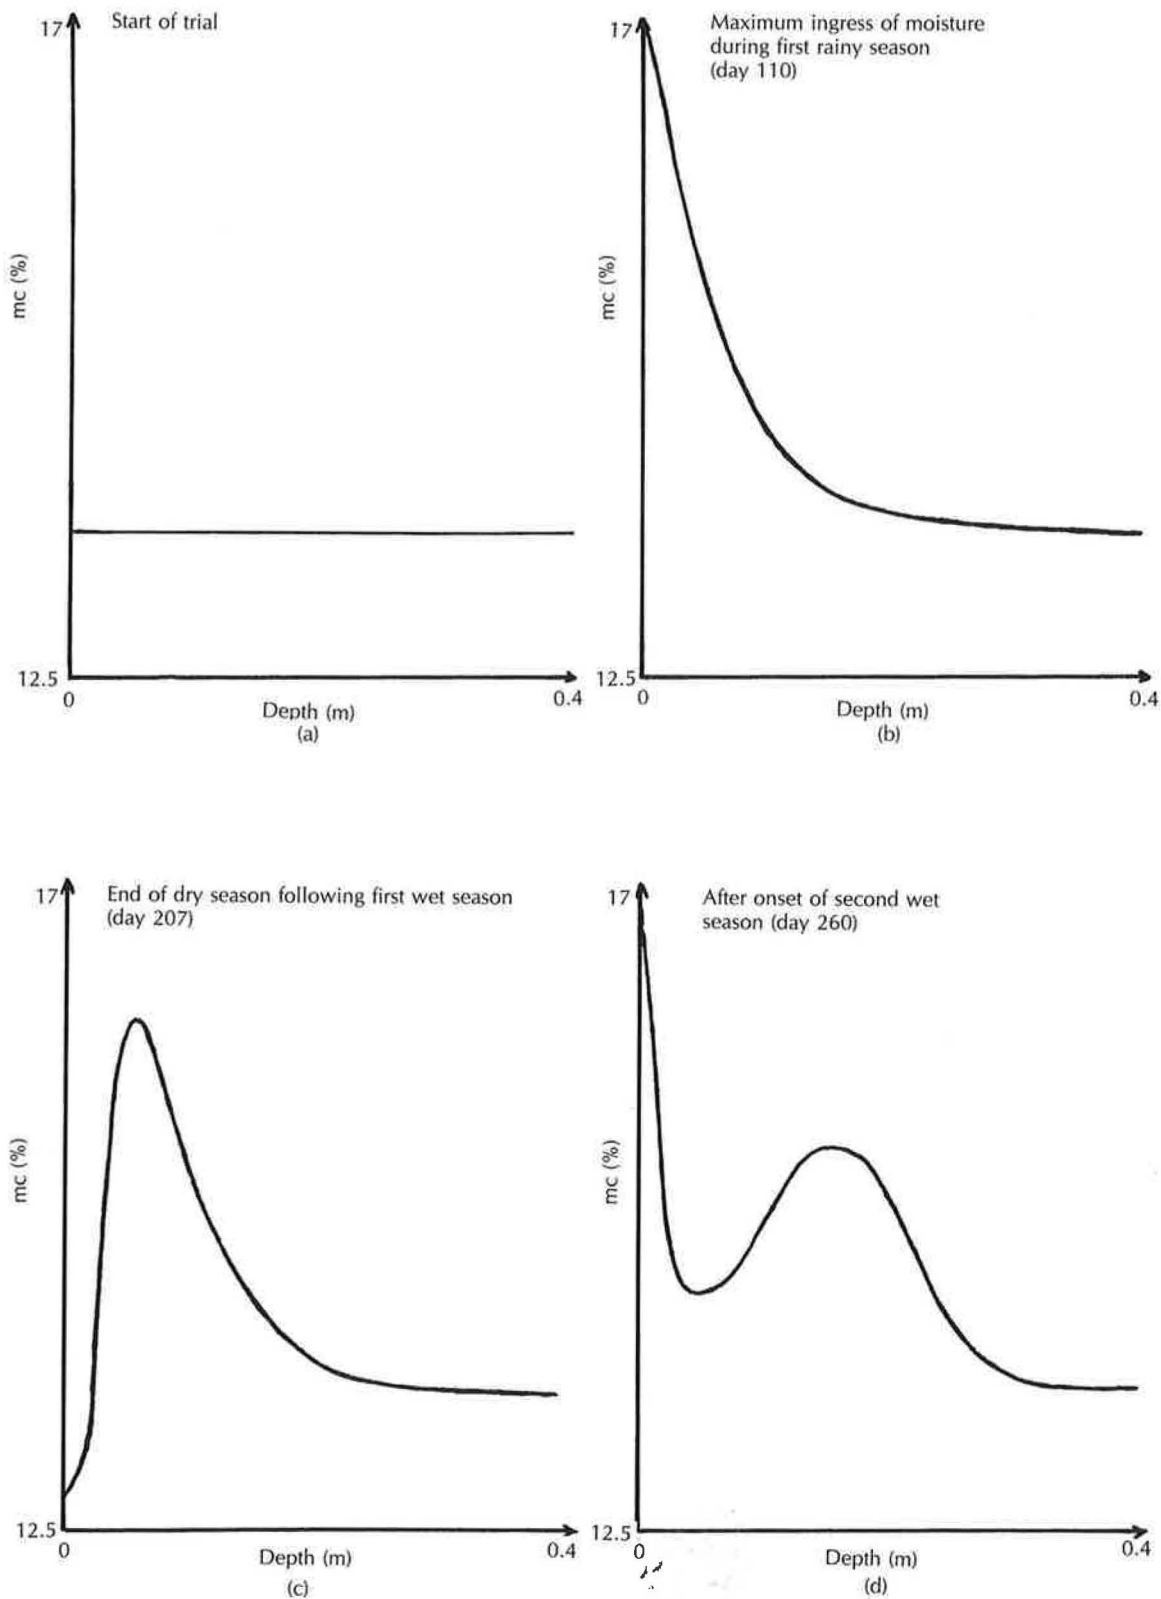 Start of trial
17
mc (%)
12.5
0
0.4
Depth (m)
(a)
Maximum ingress of moisture
during first rainy season
(day 110)
17
mc (%)
12.5
0
0.4
Depth (m)
(b)
End of dry season following first wet season
(day 207)
17
mc (%)
12.5
0
0.4
Depth (m)
(c)
After onset of second wet
season (day 260)
17
mc (%)
12.5
0
0.4
Depth (m)
(d)